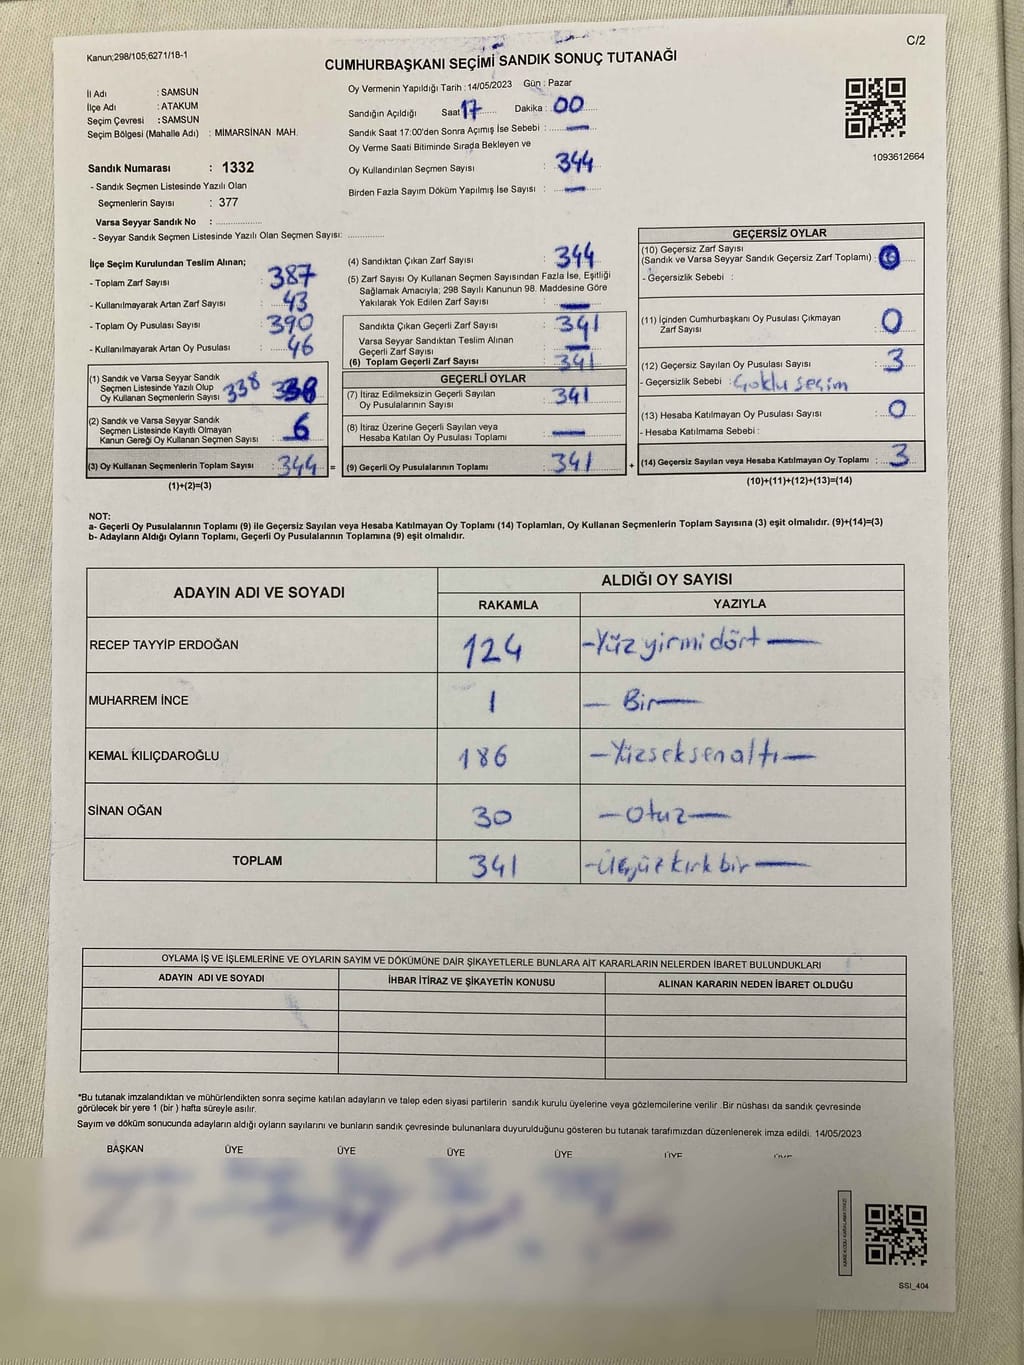 Kanun;298/105;6271/18-1
C/2
CUMHURBAŞKANI SEÇİMİ SANDIK SONUÇ TUTANAĞI
İl Adı : SAMSUN
İlçe Adı : ATAKUM
Seçim Çevresi : SAMSUN
Seçim Bölgesi (Mahalle Adı) : MİMARSİNAN MAH.
Sandık Numarası : 1332
- Sandık Seçmen Listesinde Yazılı Olan
Seçmenlerin Sayısı : 377
Varsa Seyyar Sandık No : ..................
- Seyyar Sandık Seçmen Listesinde Yazılı Olan Seçmen Sayısı: ............
Oy Vermenin Yapıldığı Tarih : 14/05/2023 Gün : Pazar
Sandığın Açıldığı Saat 17 Dakika : 00
Sandık Saat 17:00'den Sonra Açımış İse Sebebi : —
Oy Verme Saati Bitiminde Sırada Bekleyen ve
Oy Kullandırılan Seçmen Sayısı : 344
Birden Fazla Sayım Döküm Yapılmış İse Sayısı : —
1093612664
İlçe Seçim Kurulundan Teslim Alınan;
- Toplam Zarf Sayısı : 387
- Kullanılmayarak Artan Zarf Sayısı : 43
- Toplam Oy Pusulası Sayısı : 390
- Kullanılmayarak Artan Oy Pusulası : 46
(1) Sandık ve Varsa Seyyar Sandık
Seçmen Listesinde Yazılı Olup
Oy Kullanan Seçmenlerin Sayısı : 338 338
(2) Sandık ve Varsa Seyyar Sandık
Seçmen Listesinde Kayıtlı Olmayan
Kanun Gereği Oy Kullanan Seçmen Sayısı : 6
(3) Oy Kullanan Seçmenlerin Toplam Sayısı : 344 =
(1)+(2)=(3)
(4) Sandıktan Çıkan Zarf Sayısı : 344
(5) Zarf Sayısı Oy Kullanan Seçmen Sayısından Fazla İse, Eşitliği
Sağlamak Amacıyla; 298 Sayılı Kanunun 98. Maddesine Göre
Yakılarak Yok Edilen Zarf Sayısı : —
Sandıkta Çıkan Geçerli Zarf Sayısı : 341
Varsa Seyyar Sandıktan Teslim Alınan
Geçerli Zarf Sayısı : —
(6) Toplam Geçerli Zarf Sayısı : 341
GEÇERLİ OYLAR
(7) İtiraz Edilmeksizin Geçerli Sayılan
Oy Pusulalarının Sayısı : 341
(8) İtiraz Üzerine Geçerli Sayılan veya
Hesaba Katılan Oy Pusulası Toplamı : —
(9) Geçerli Oy Pusulalarının Toplamı : 341 +
GEÇERSİZ OYLAR
(10) Geçersiz Zarf Sayısı
(Sandık ve Varsa Seyyar Sandık Geçersiz Zarf Toplamı) : 0
- Geçersizlik Sebebi :
(11) İçinden Cumhurbaşkanı Oy Pusulası Çıkmayan
Zarf Sayısı : 0
(12) Geçersiz Sayılan Oy Pusulası Sayısı : 3
- Geçersizlik Sebebi : Çoklu seçim
(13) Hesaba Katılmayan Oy Pusulası Sayısı : 0
- Hesaba Katılmama Sebebi :
(14) Geçersiz Sayılan veya Hesaba Katılmayan Oy Toplamı : 3
(10)+(11)+(12)+(13)=(14)
NOT:
a- Geçerli Oy Pusulalarının Toplamı (9) ile Geçersiz Sayılan veya Hesaba Katılmayan Oy Toplamı (14) Toplamları, Oy Kullanan Seçmenlerin Toplam Sayısına (3) eşit olmalıdır. (9)+(14)=(3)
b- Adayların Aldığı Oyların Toplamı, Geçerli Oy Pusulalarının Toplamına (9) eşit olmalıdır.
ADAYIN ADI VE SOYADI
ALDIĞI OY SAYISI
RAKAMLA YAZIYLA
RECEP TAYYİP ERDOĞAN 124 -Yüz yirmi dört—
MUHARREM İNCE 1 — Bir—
KEMAL KILIÇDAROĞLU 186 —Yüzseksenaltı—
SİNAN OĞAN 30 —Otuz—
TOPLAM 341 -Üçyüzkırk bir—
OYLAMA İŞ VE İŞLEMLERİNE VE OYLARIN SAYIM VE DÖKÜMÜNE DAİR ŞİKAYETLERLE BUNLARA AİT KARARLARIN NELERDEN İBARET BULUNDUKLARI
ADAYIN ADI VE SOYADI İHBAR İTİRAZ VE ŞİKAYETİN KONUSU ALINAN KARARIN NEDEN İBARET OLDUĞU
*Bu tutanak imzalandıktan ve mühürlendikten sonra seçime katılan adayların ve talep eden siyasi partilerin sandık kurulu üyelerine veya gözlemcilerine verilir .Bir nüshası da sandık çevresinde
görülecek bir yere 1 (bir ) hafta süreyle asılır.
Sayım ve döküm sonucunda adayların aldığı oyların sayılarını ve bunların sandık çevresinde bulunanlara duyurulduğunu gösteren bu tutanak tarafımızdan düzenlenerek imza edildi. 14/05/2023
BAŞKAN ÜYE ÜYE ÜYE ÜYE ÜYE ÜYE
SSI_404